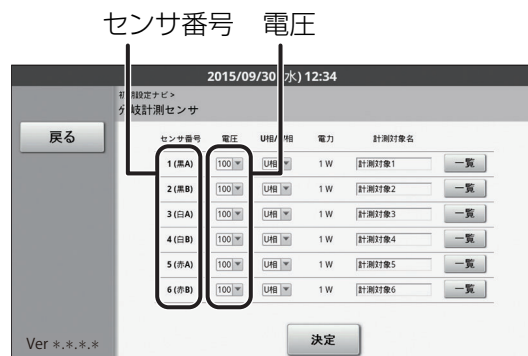 センサ番号 電圧
2015/09/30(水) 12:34
初期設定ナビ>
分岐計測センサ
戻る
センサ番号 電圧 U相/V相 電力 計測対象名
1 (黒A) 100 U相 1 W 計測対象1 一覧
2 (黒B) 100 U相 1 W 計測対象2 一覧
3 (白A) 100 U相 1 W 計測対象3 一覧
4 (白B) 100 U相 1 W 計測対象4 一覧
5 (赤A) 100 U相 1 W 計測対象5 一覧
6 (赤B) 100 U相 1 W 計測対象6 一覧
Ver *.*.*.* 決定